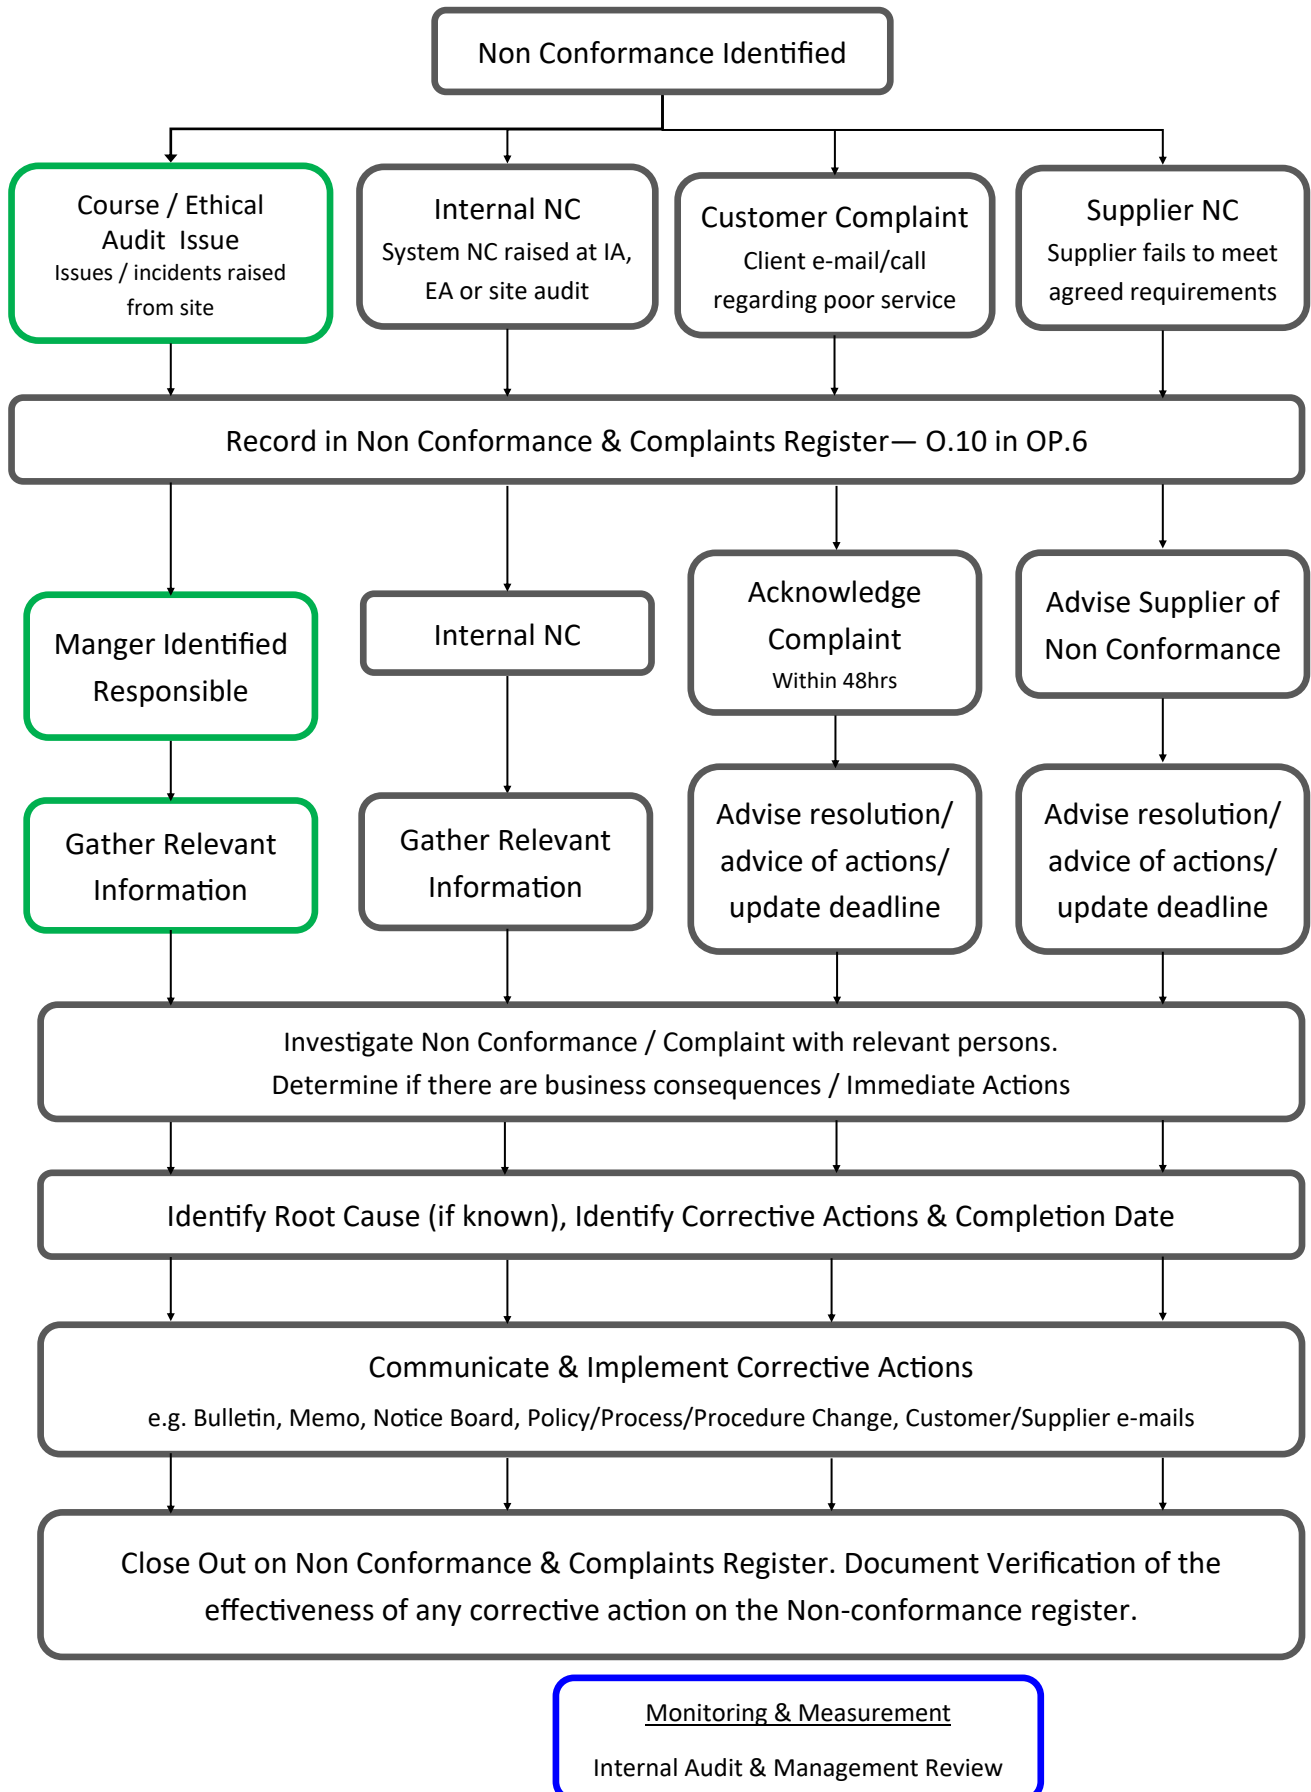 Non Conformance Identified
Course / Ethical
Audit Issue
Issues / incidents raised
from site
Internal NC
System NC raised at IA,
EA or site audit
Customer Complaint
Client e-mail/call
regarding poor service
Supplier NC
Supplier fails to meet
agreed requirements
Record in Non Conformance & Complaints Register— O.10 in OP.6
Manger Identified
Responsible
Internal NC
Acknowledge
Complaint
Within 48hrs
Advise Supplier of
Non Conformance
Gather Relevant
Information
Gather Relevant
Information
Advise resolution/
advice of actions/
update deadline
Advise resolution/
advice of actions/
update deadline
Investigate Non Conformance / Complaint with relevant persons.
Determine if there are business consequences / Immediate Actions
Identify Root Cause (if known), Identify Corrective Actions & Completion Date
Communicate & Implement Corrective Actions
e.g. Bulletin, Memo, Notice Board, Policy/Process/Procedure Change, Customer/Supplier e-mails
Close Out on Non Conformance & Complaints Register. Document Verification of the
effectiveness of any corrective action on the Non-conformance register.
Monitoring & Measurement
Internal Audit & Management Review